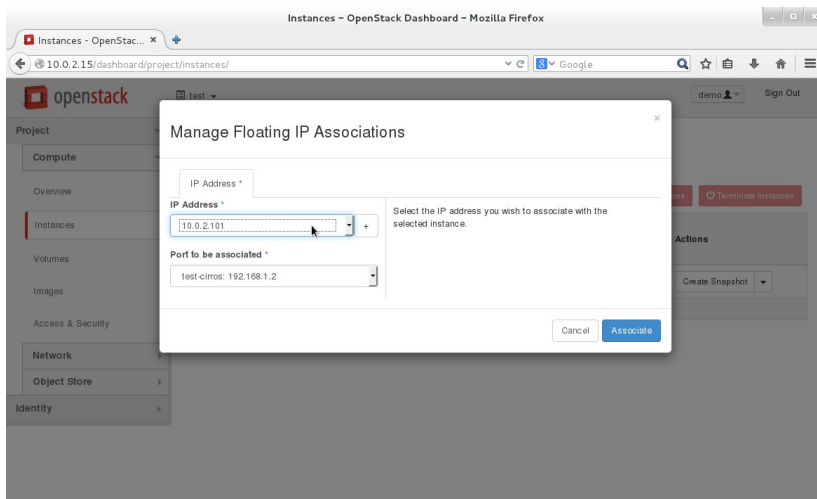 Instances - OpenStack Dashboard - Mozilla Firefox
Instances - OpenStac... ×
10.0.2.15/dashboard/project/instances/
Google
openstack
test
demo
Sign Out
Project
Manage Floating IP Associations
×
Compute
Overview
IP Address *
IP Address *
Select the IP address you wish to associate with the
selected instance.
Terminate Instances
Instances
10.0.2.101
+
Actions
Volumes
Port to be associated *
Images
test-cirros: 192.168.1.2
Create Snapshot
Access & Security
Cancel
Associate
Network
Object Store
Identity